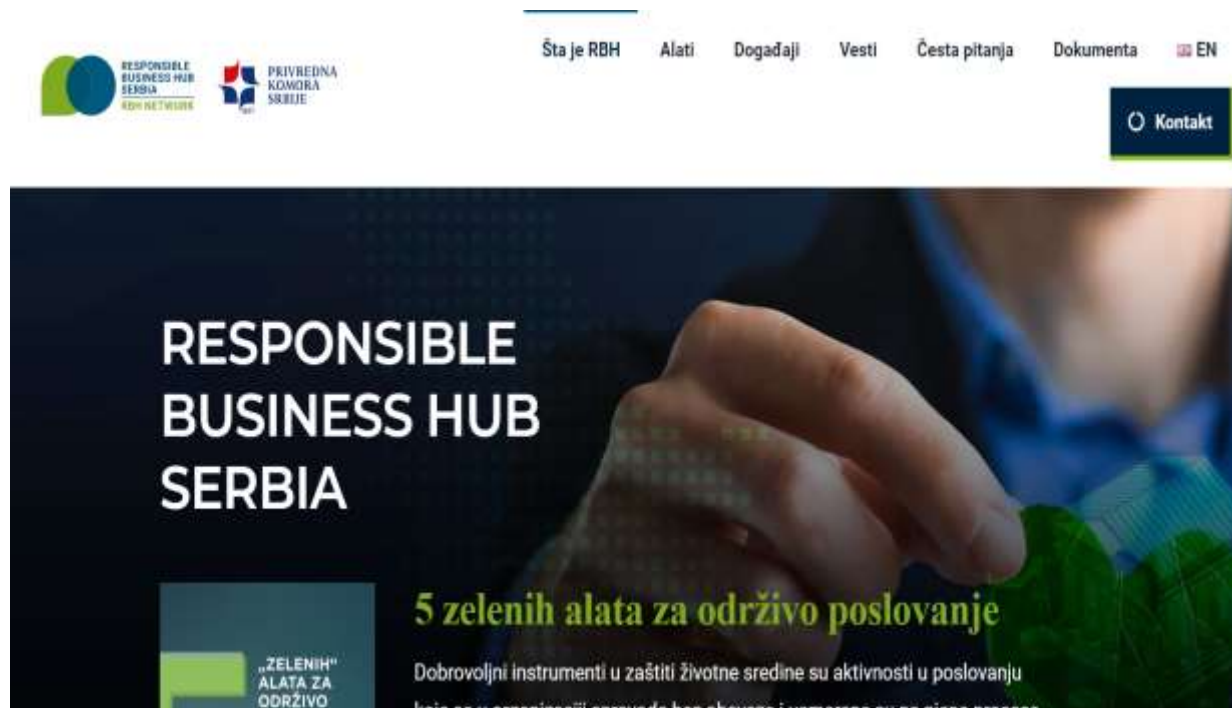 RESPONSIBLE
BUSINESS HUB
SERBIA
RBH NETWORK
PRIVREDNA
KOMORA
SRBIJE
Šta je RBH Alati Događaji Vesti Česta pitanja Dokumenta EN
Kontakt
RESPONSIBLE
BUSINESS HUB
SERBIA
„ZELENIH“
ALATA ZA
ODRŽIVO
5 zelenih alata za održivo poslovanje
Dobrovoljni instrumenti u zaštiti životne sredine su aktivnosti u poslovanju